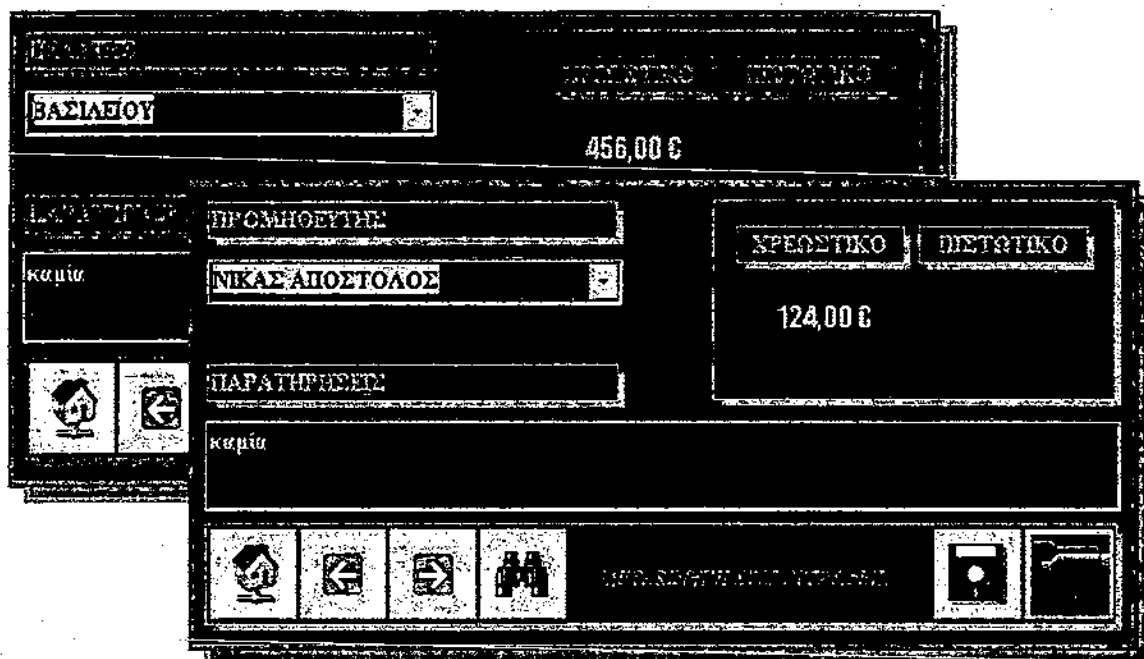 ΒΑΣΙΛΕΙΟΥ
456,00 €
καμία
ΠΡΟΜΗΘΕΥΤΗΣ
ΝΙΚΑΣ ΑΠΟΣΤΟΛΟΣ
ΧΡΕΩΣΤΙΚΟ ΠΙΣΤΩΤΙΚΟ
124,00 €
ΠΑΡΑΤΗΡΗΣΕΙΣ
καμία